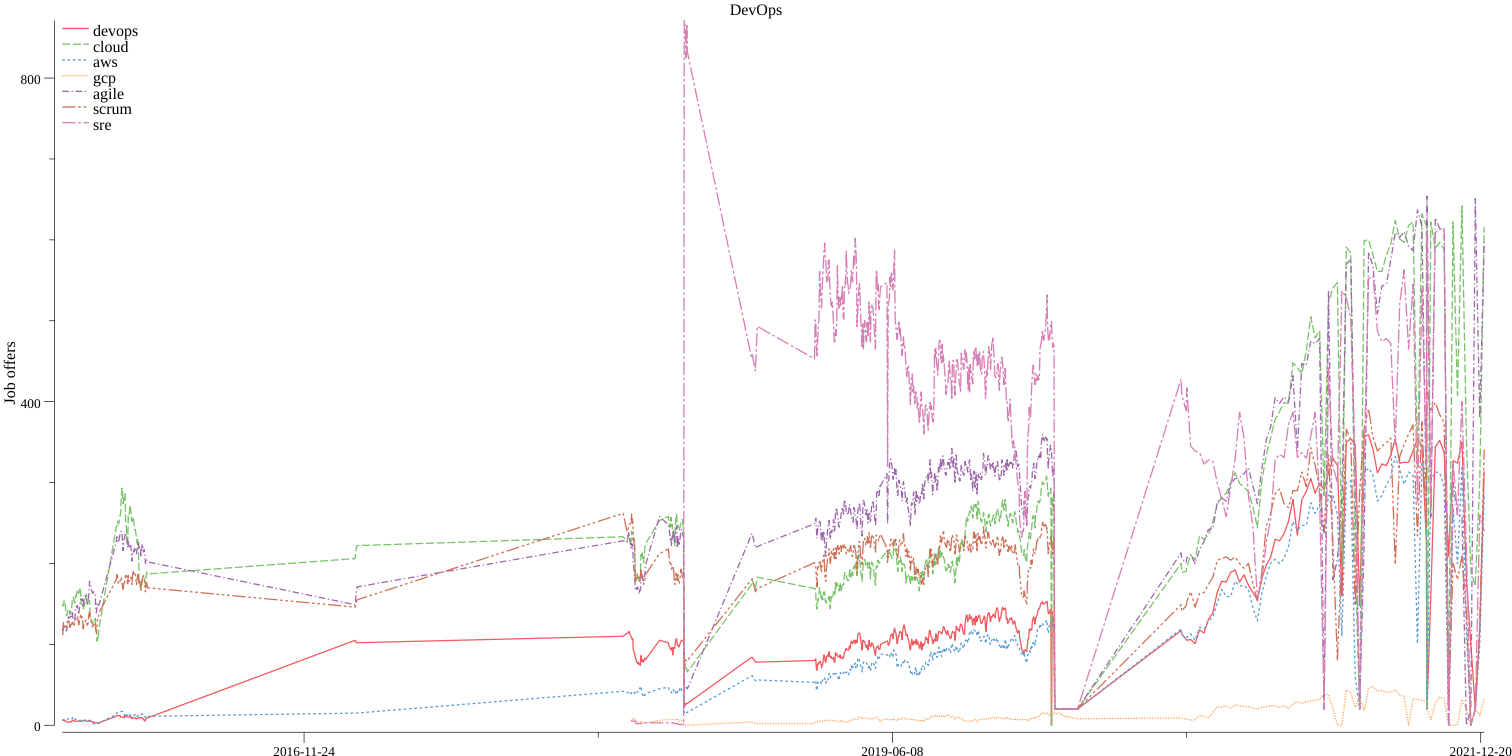 DevOps
devops
cloud
aws
gcp
agile
scrum
sre
800
400
0
Job offers
2016-11-24
2019-06-08
2021-12-20